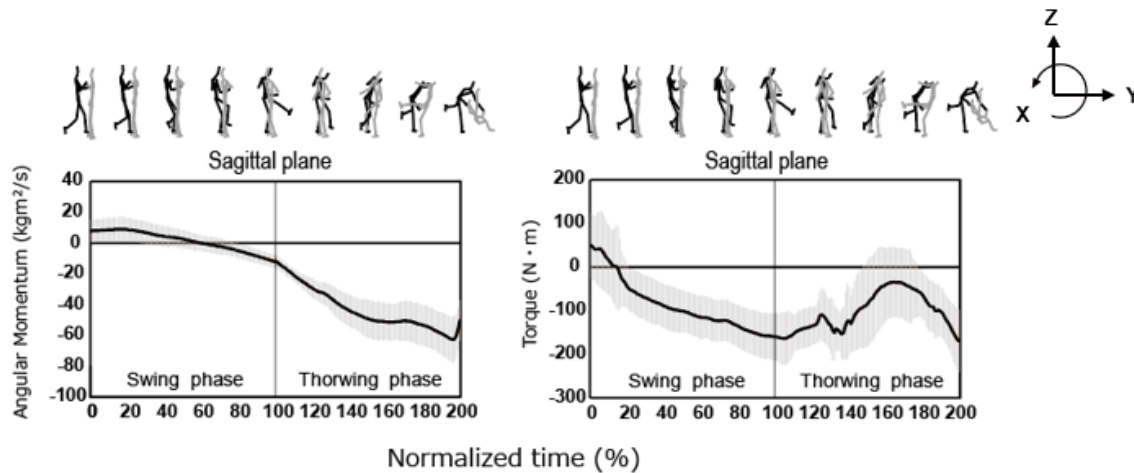 Z
Y
X
Sagittal plane
Sagittal plane
Angular Momentum (kgm²/s)
40
20
0
-20
-40
-60
-80
-100
Swing phase
Thorwing phase
0 20 40 60 80 100 120 140 160 180 200
Torque (N・m)
200
100
0
-100
-200
-300
Swing phase
Thorwing phase
0 20 40 60 80 100 120 140 160 180 200
Normalized time (%)